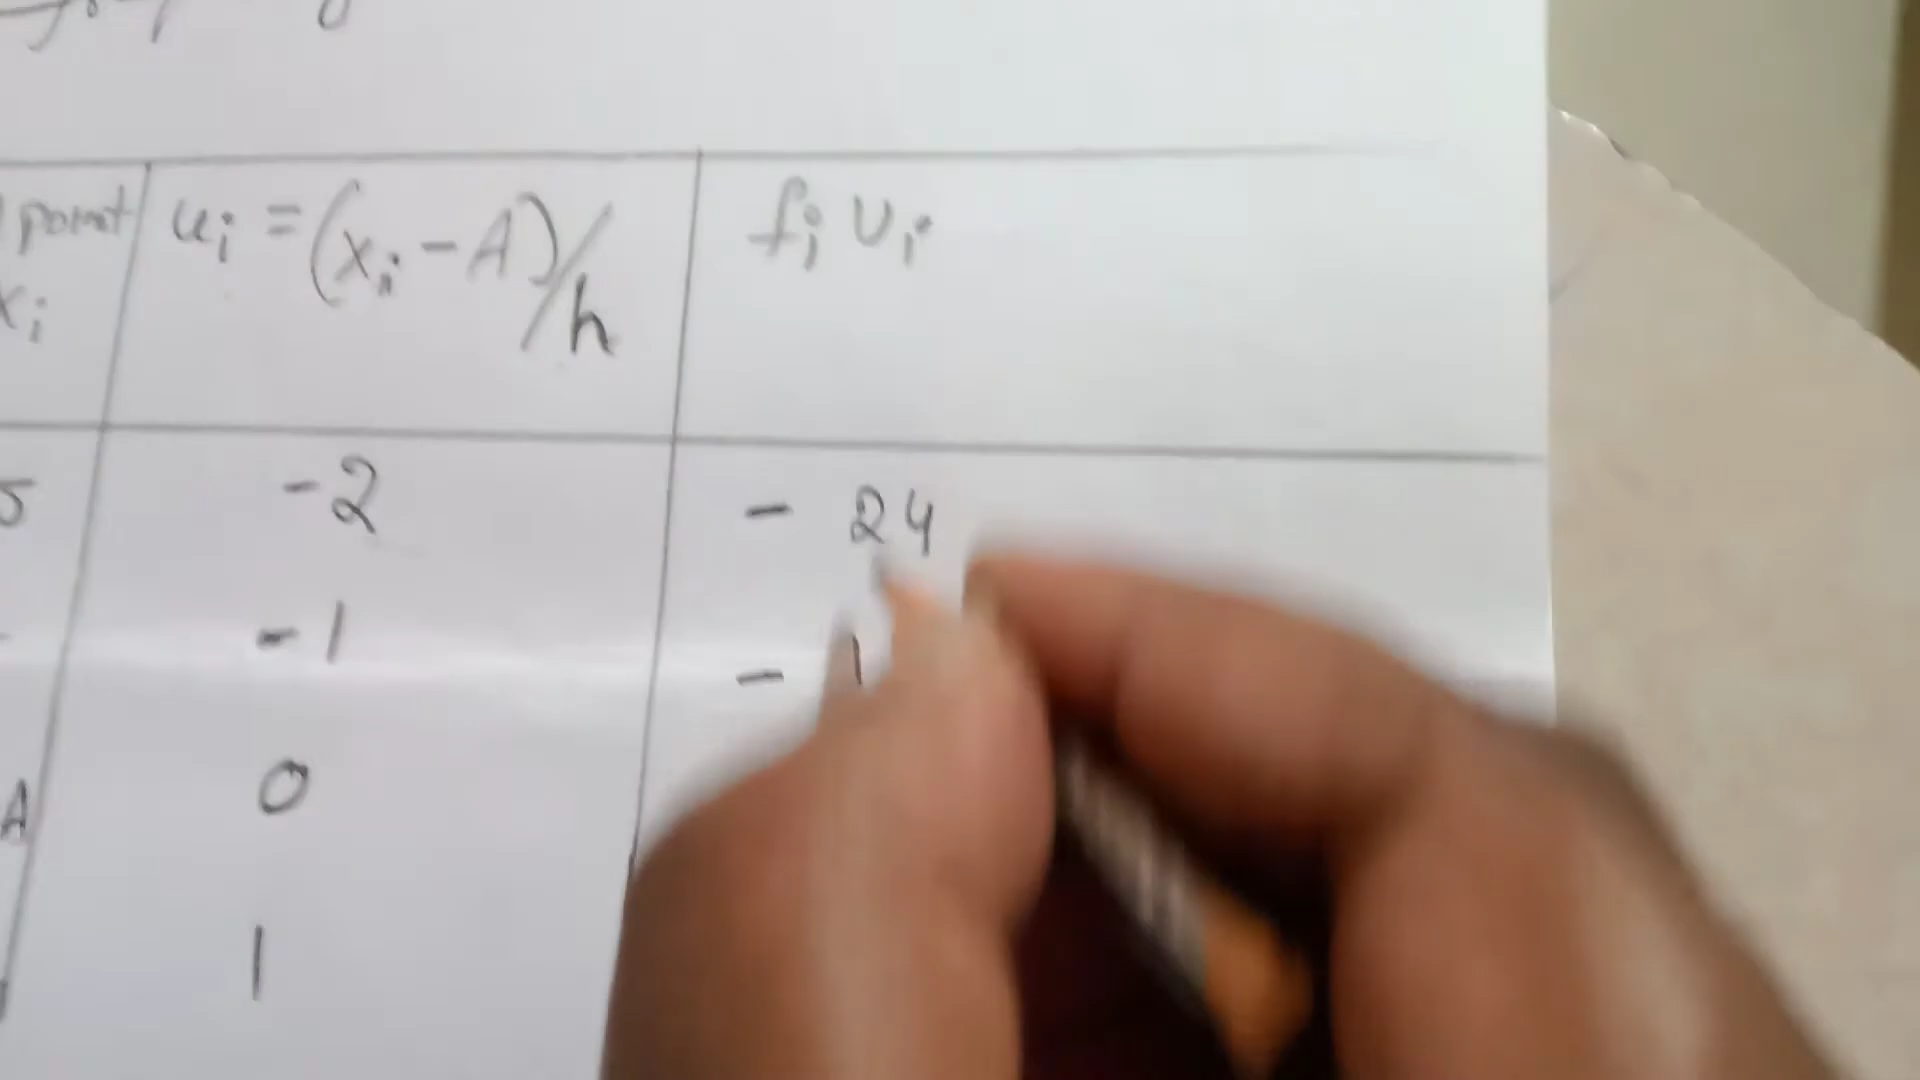 point xi ui = (xi - A)/h fi Ui
-2 - 24
-1 - 1
A 0
1